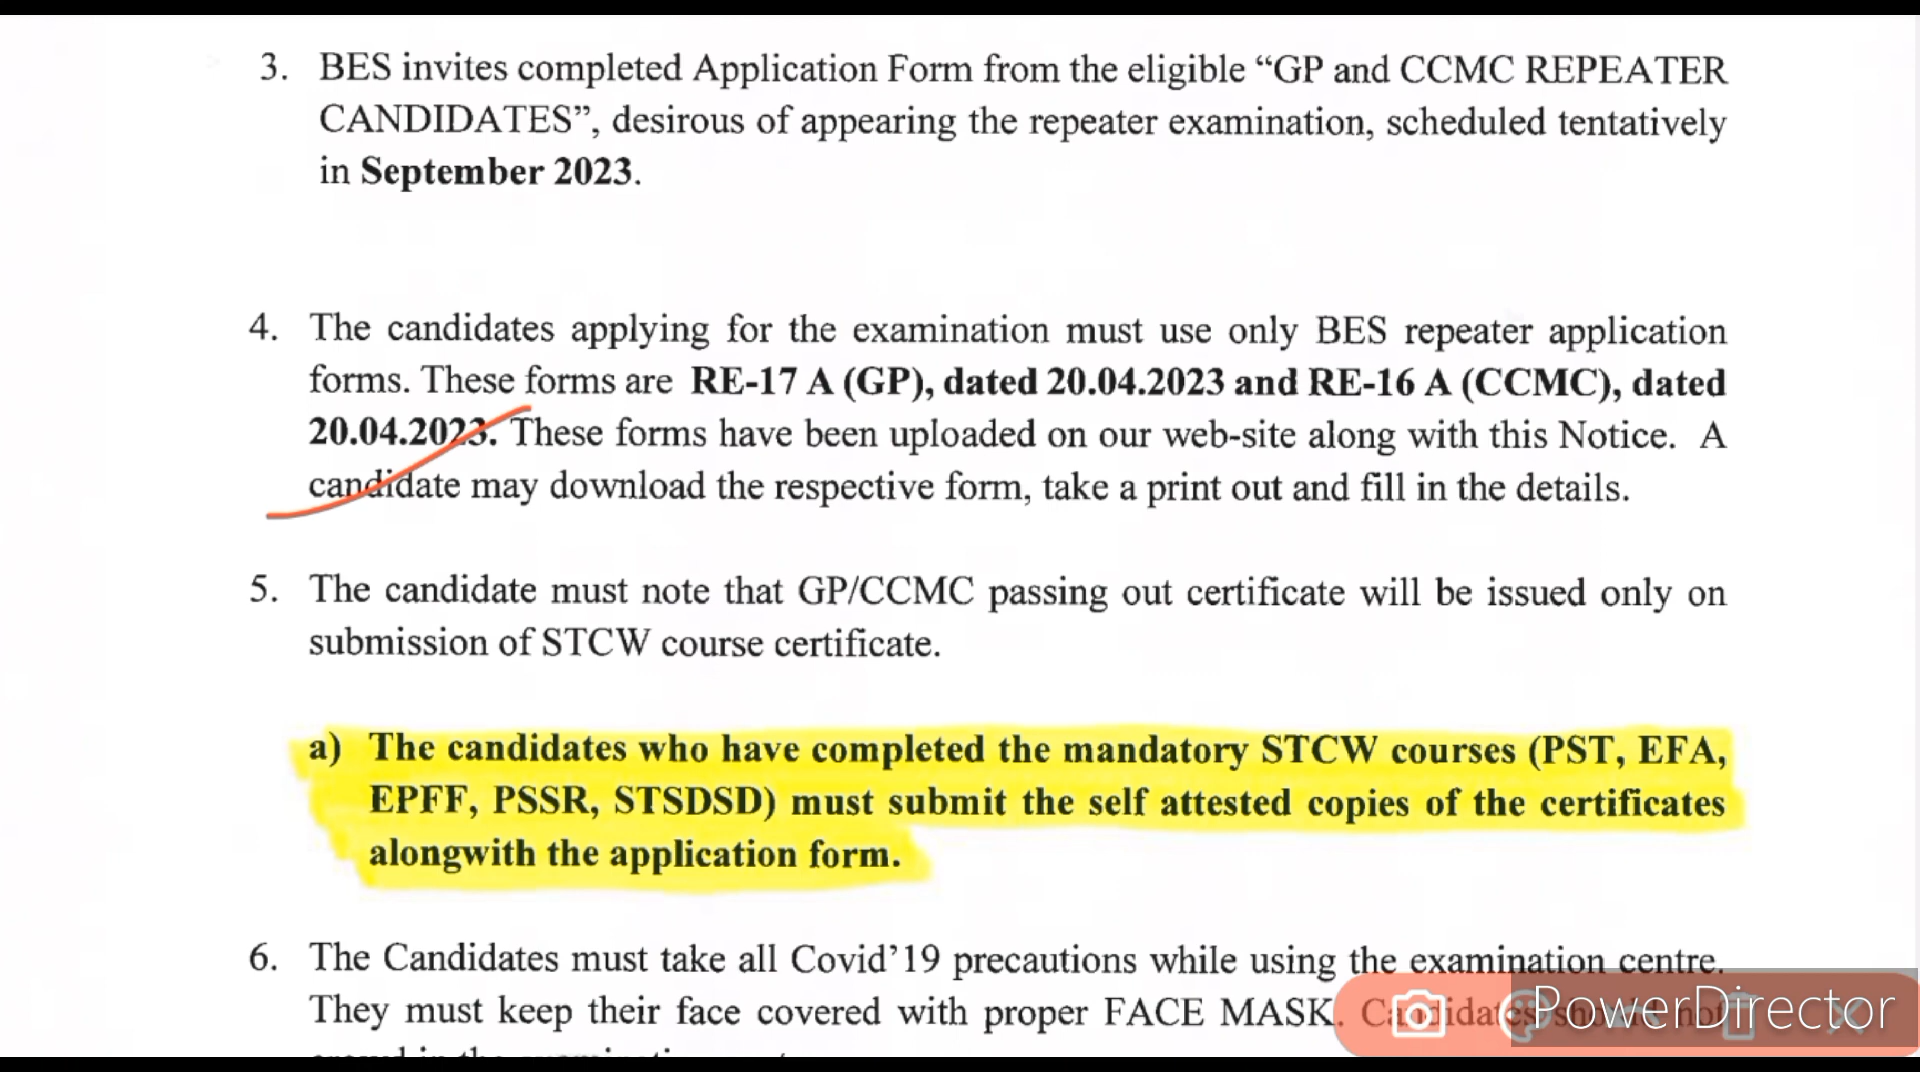 3. BES invites completed Application Form from the eligible “GP and CCMC REPEATER
CANDIDATES”, desirous of appearing the repeater examination, scheduled tentatively
in September 2023.
4. The candidates applying for the examination must use only BES repeater application
forms. These forms are RE-17 A (GP), dated 20.04.2023 and RE-16 A (CCMC), dated
20.04.2023. These forms have been uploaded on our web-site along with this Notice. A
candidate may download the respective form, take a print out and fill in the details.
5. The candidate must note that GP/CCMC passing out certificate will be issued only on
submission of STCW course certificate.
a) The candidates who have completed the mandatory STCW courses (PST, EFA,
EPFF, PSSR, STSDSD) must submit the self attested copies of the certificates
alongwith the application form.
6. The Candidates must take all Covid’19 precautions while using the examination centre.
They must keep their face covered with proper FACE MASK. Candidates should not
PowerDirector